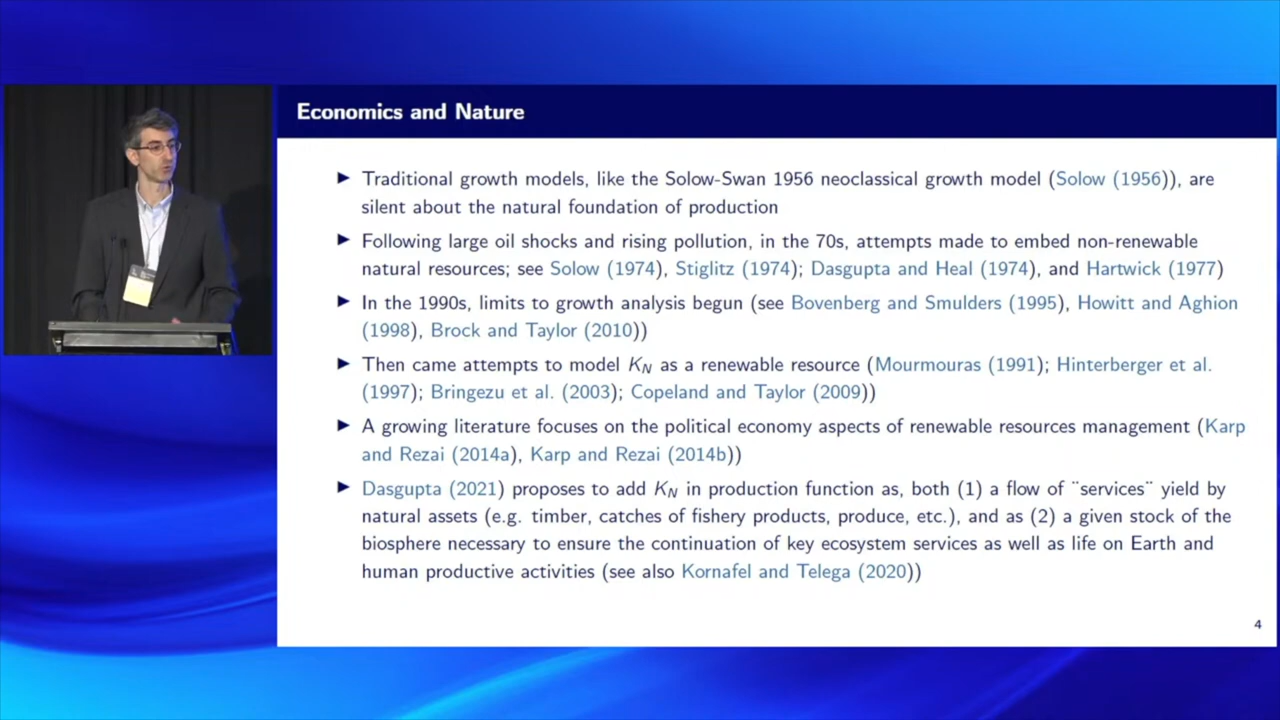 Economics and Nature
Traditional growth models, like the Solow-Swan 1956 neoclassical growth model (Solow (1956)), are
silent about the natural foundation of production
Following large oil shocks and rising pollution, in the 70s, attempts made to embed non-renewable
natural resources; see Solow (1974), Stiglitz (1974); Dasgupta and Heal (1974), and Hartwick (1977)
In the 1990s, limits to growth analysis begun (see Bovenberg and Smulders (1995), Howitt and Aghion
(1998), Brock and Taylor (2010))
Then came attempts to model K_N as a renewable resource (Mourmouras (1991); Hinterberger et al.
(1997); Bringezu et al. (2003); Copeland and Taylor (2009))
A growing literature focuses on the political economy aspects of renewable resources management (Karp
and Rezai (2014a), Karp and Rezai (2014b))
Dasgupta (2021) proposes to add K_N in production function as, both (1) a flow of ¨services¨ yield by
natural assets (e.g. timber, catches of fishery products, produce, etc.), and as (2) a given stock of the
biosphere necessary to ensure the continuation of key ecosystem services as well as life on Earth and
human productive activities (see also Kornafel and Telega (2020))
4